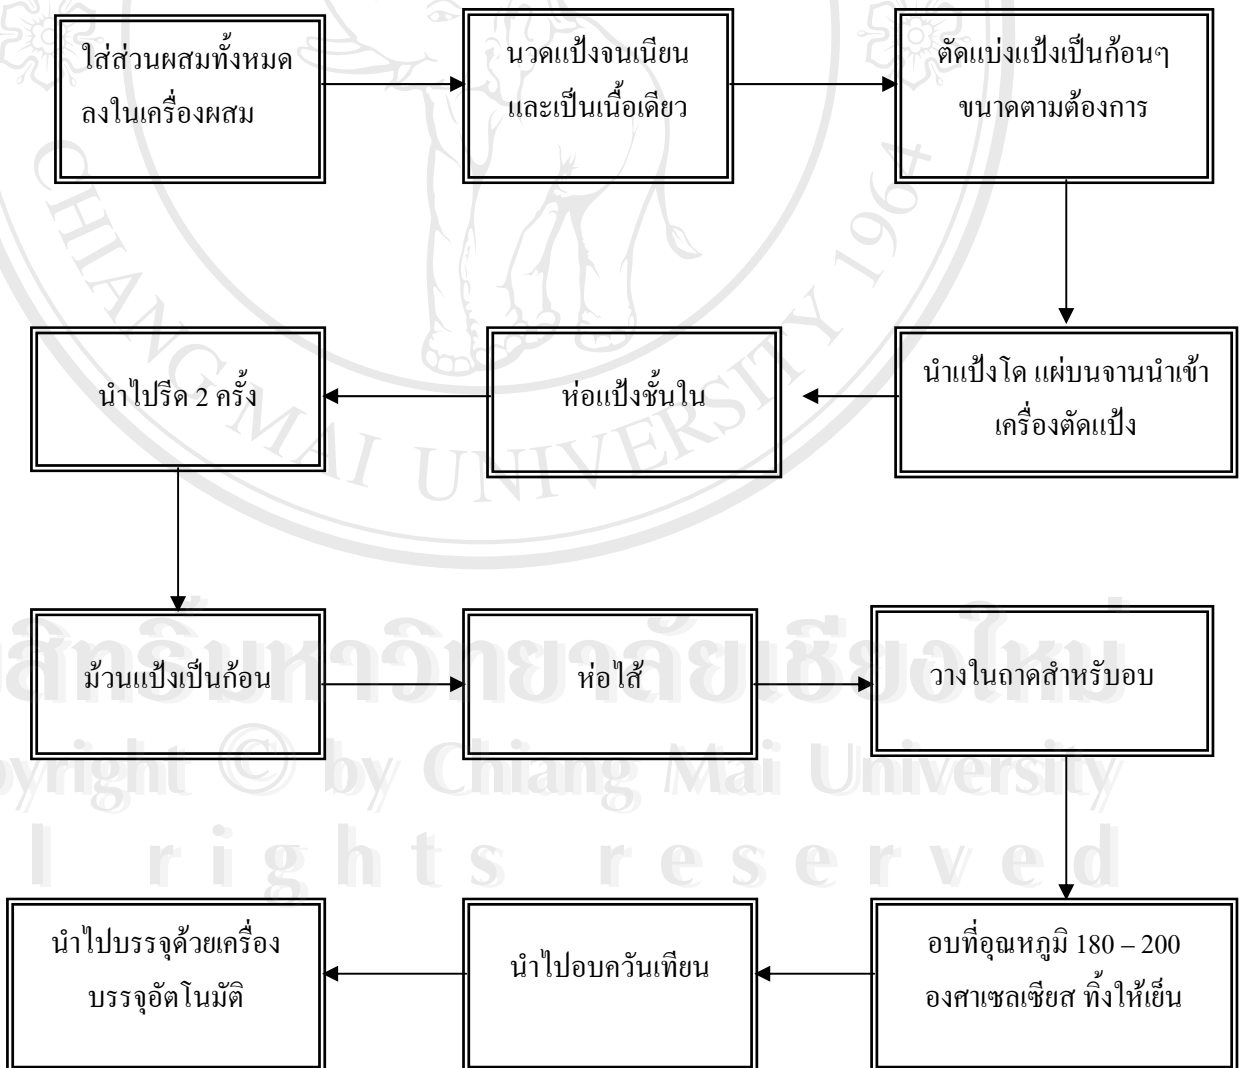 ใส่ส่วนผสมทั้งหมด
ลงในเครื่องผสม
นวดแป้งจนเนียน
และเป็นเนื้อเดียว
ตัดแบ่งแป้งเป็นก้อนๆ
ขนาดตามต้องการ
นำแป้งโด แผ่บนจานนำเข้า
เครื่องตัดแป้ง
ห่อแป้งชั้นใน
นำไปรีด 2 ครั้ง
ม้วนแป้งเป็นก้อน
ห่อไส้
วางในถาดสำหรับอบ
อบที่อุณหภูมิ 180 – 200
องศาเซลเซียส ทิ้งให้เย็น
นำไปอบควันเทียน
นำไปบรรจุด้วยเครื่อง
บรรจุอัตโนมัติ
CHIANG MAI UNIVERSITY 1964
สิทธิ์มหาวิทยาลัยเชียงใหม่
pyright © by Chiang Mai University
l rights reserved